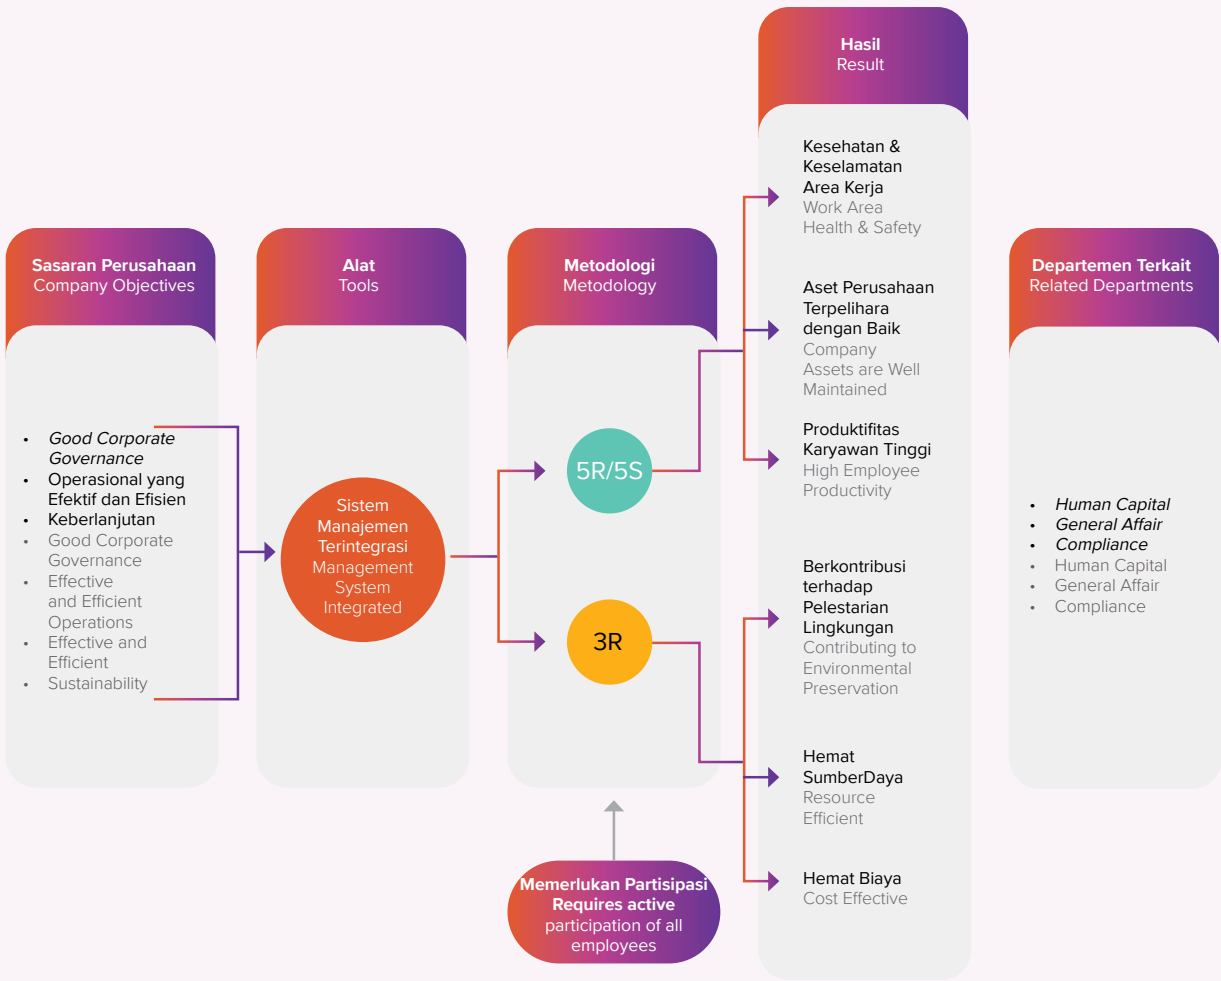 Sasaran Perusahaan
Company Objectives
• Good Corporate
Governance
• Operasional yang
Efektif dan Efisien
• Keberlanjutan
• Good Corporate
Governance
• Effective
and Efficient
Operations
• Effective and
Efficient
• Sustainability
Alat
Tools
Sistem
Manajemen
Terintegrasi
Management
System
Integrated
Metodologi
Metodology
5R/5S
3R
Memerlukan Partisipasi
Requires active
participation of all
employees
Hasil
Result
Kesehatan &
Keselamatan
Area Kerja
Work Area
Health & Safety
Aset Perusahaan
Terpelihara
dengan Baik
Company
Assets are Well
Maintained
Produktifitas
Karyawan Tinggi
High Employee
Productivity
Berkontribusi
terhadap
Pelestarian
Lingkungan
Contributing to
Environmental
Preservation
Hemat
SumberDaya
Resource
Efficient
Hemat Biaya
Cost Effective
Departemen Terkait
Related Departments
• Human Capital
• General Affair
• Compliance
• Human Capital
• General Affair
• Compliance